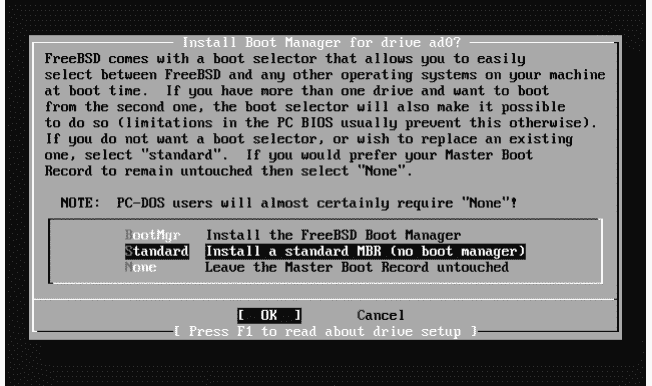 Install Boot Manager for drive ad0?
FreeBSD comes with a boot selector that allows you to easily
select between FreeBSD and any other operating systems on your machine
at boot time.  If you have more than one drive and want to boot
from the second one, the boot selector will also make it possible
to do so (limitations in the PC BIOS usually prevent this otherwise).
If you do not want a boot selector, or wish to replace an existing
one, select "standard".  If you would prefer your Master Boot
Record to remain untouched then select "None".
NOTE:  PC-DOS users will almost certainly require "None"!
BootMgr  Install the FreeBSD Boot Manager
Standard  Install a standard MBR (no boot manager)
None  Leave the Master Boot Record untouched
[ OK ]  Cancel
[ Press F1 to read about drive setup ]